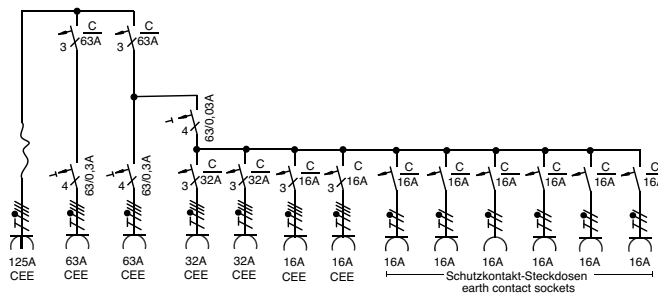 C C
3 63A 3 63A
63/0,03A
4
C C C C C C C C C C
3 32A 3 32A 3 16A 3 16A 16A 16A 16A 16A 16A 16A
4 63/0,3A 4 63/0,3A
125A 63A 63A 32A 32A 16A 16A 16A 16A 16A 16A 16A 16A
CEE CEE CEE CEE CEE CEE CEE
Schutzkontakt-Steckdosen
earth contact sockets